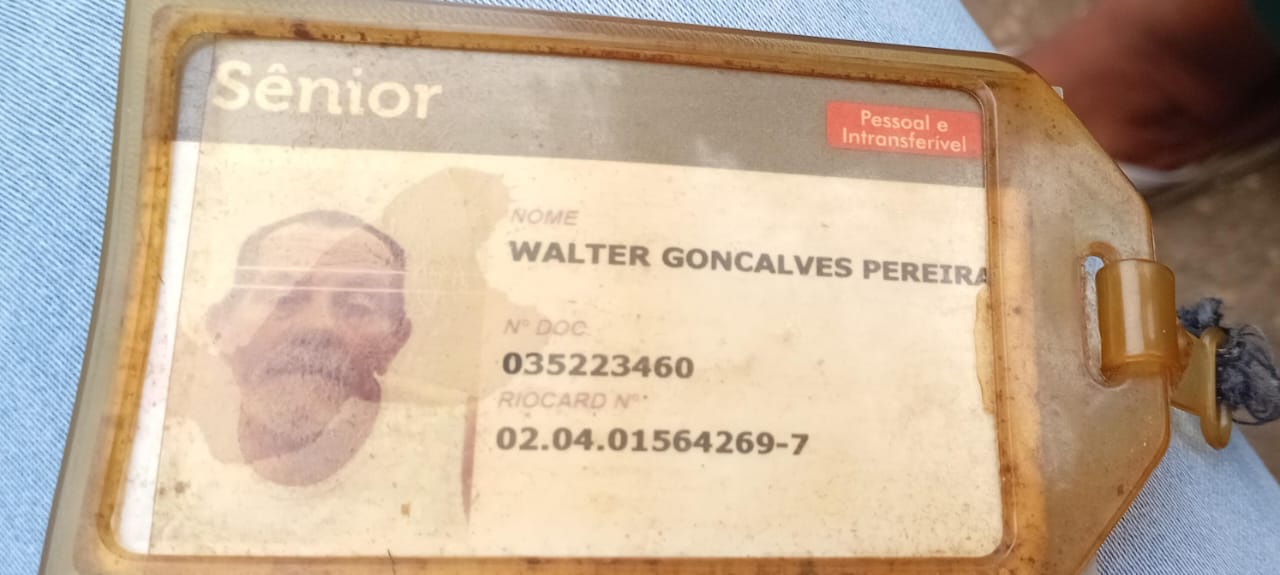 Sênior
Pessoal e
Intransferível
NOME
WALTER GONCALVES PEREIRA
Nº DOC
035223460
RIOCARD Nº
02.04.01564269-7